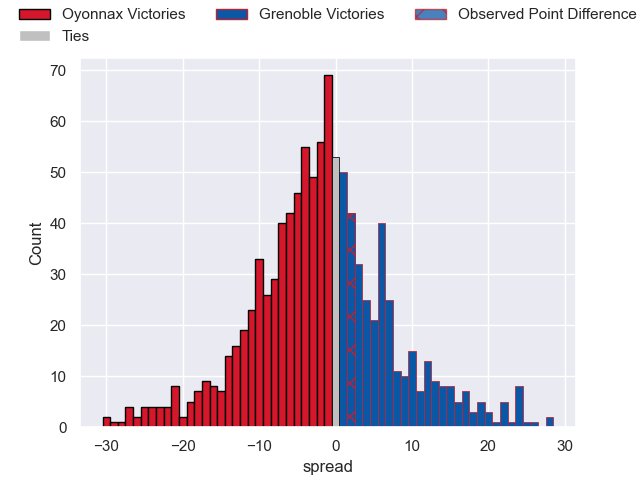 Oyonnax Victories
Grenoble Victories
Observed Point Difference
Ties
70
60
50
40
30
20
10
0
Count
−30
−20
−10
0
10
20
30
spread